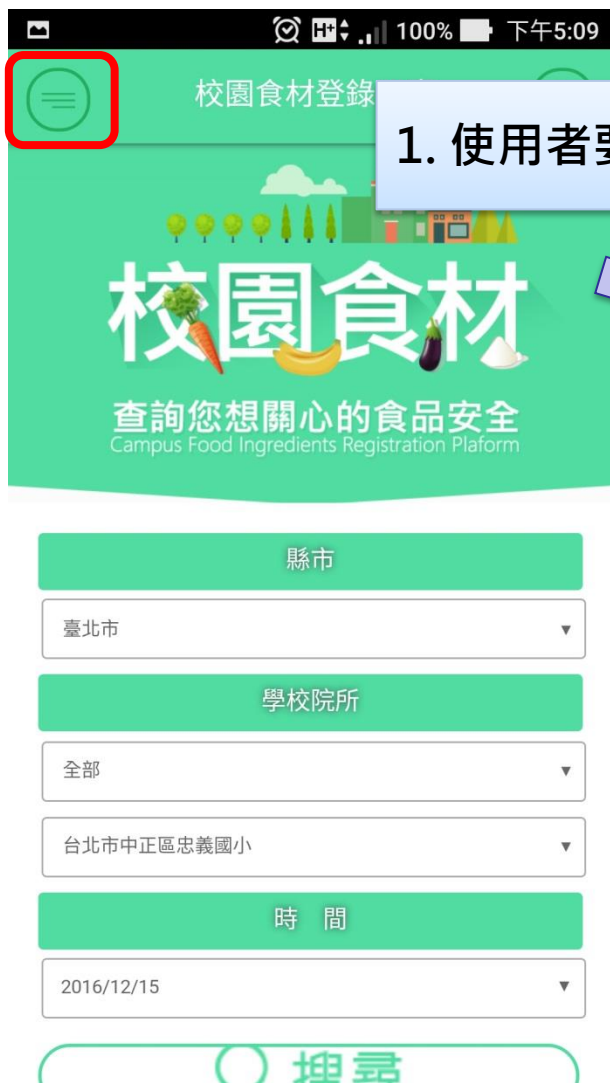 H+ 100% 下午5:09
校園食材登錄
1. 使用者要
校園食材
查詢您想關心的食品安全
Campus Food Ingredients Registration Plaform
縣市
臺北市
學校院所
全部
台北市中正區忠義國小
時 間
2016/12/15
搜尋